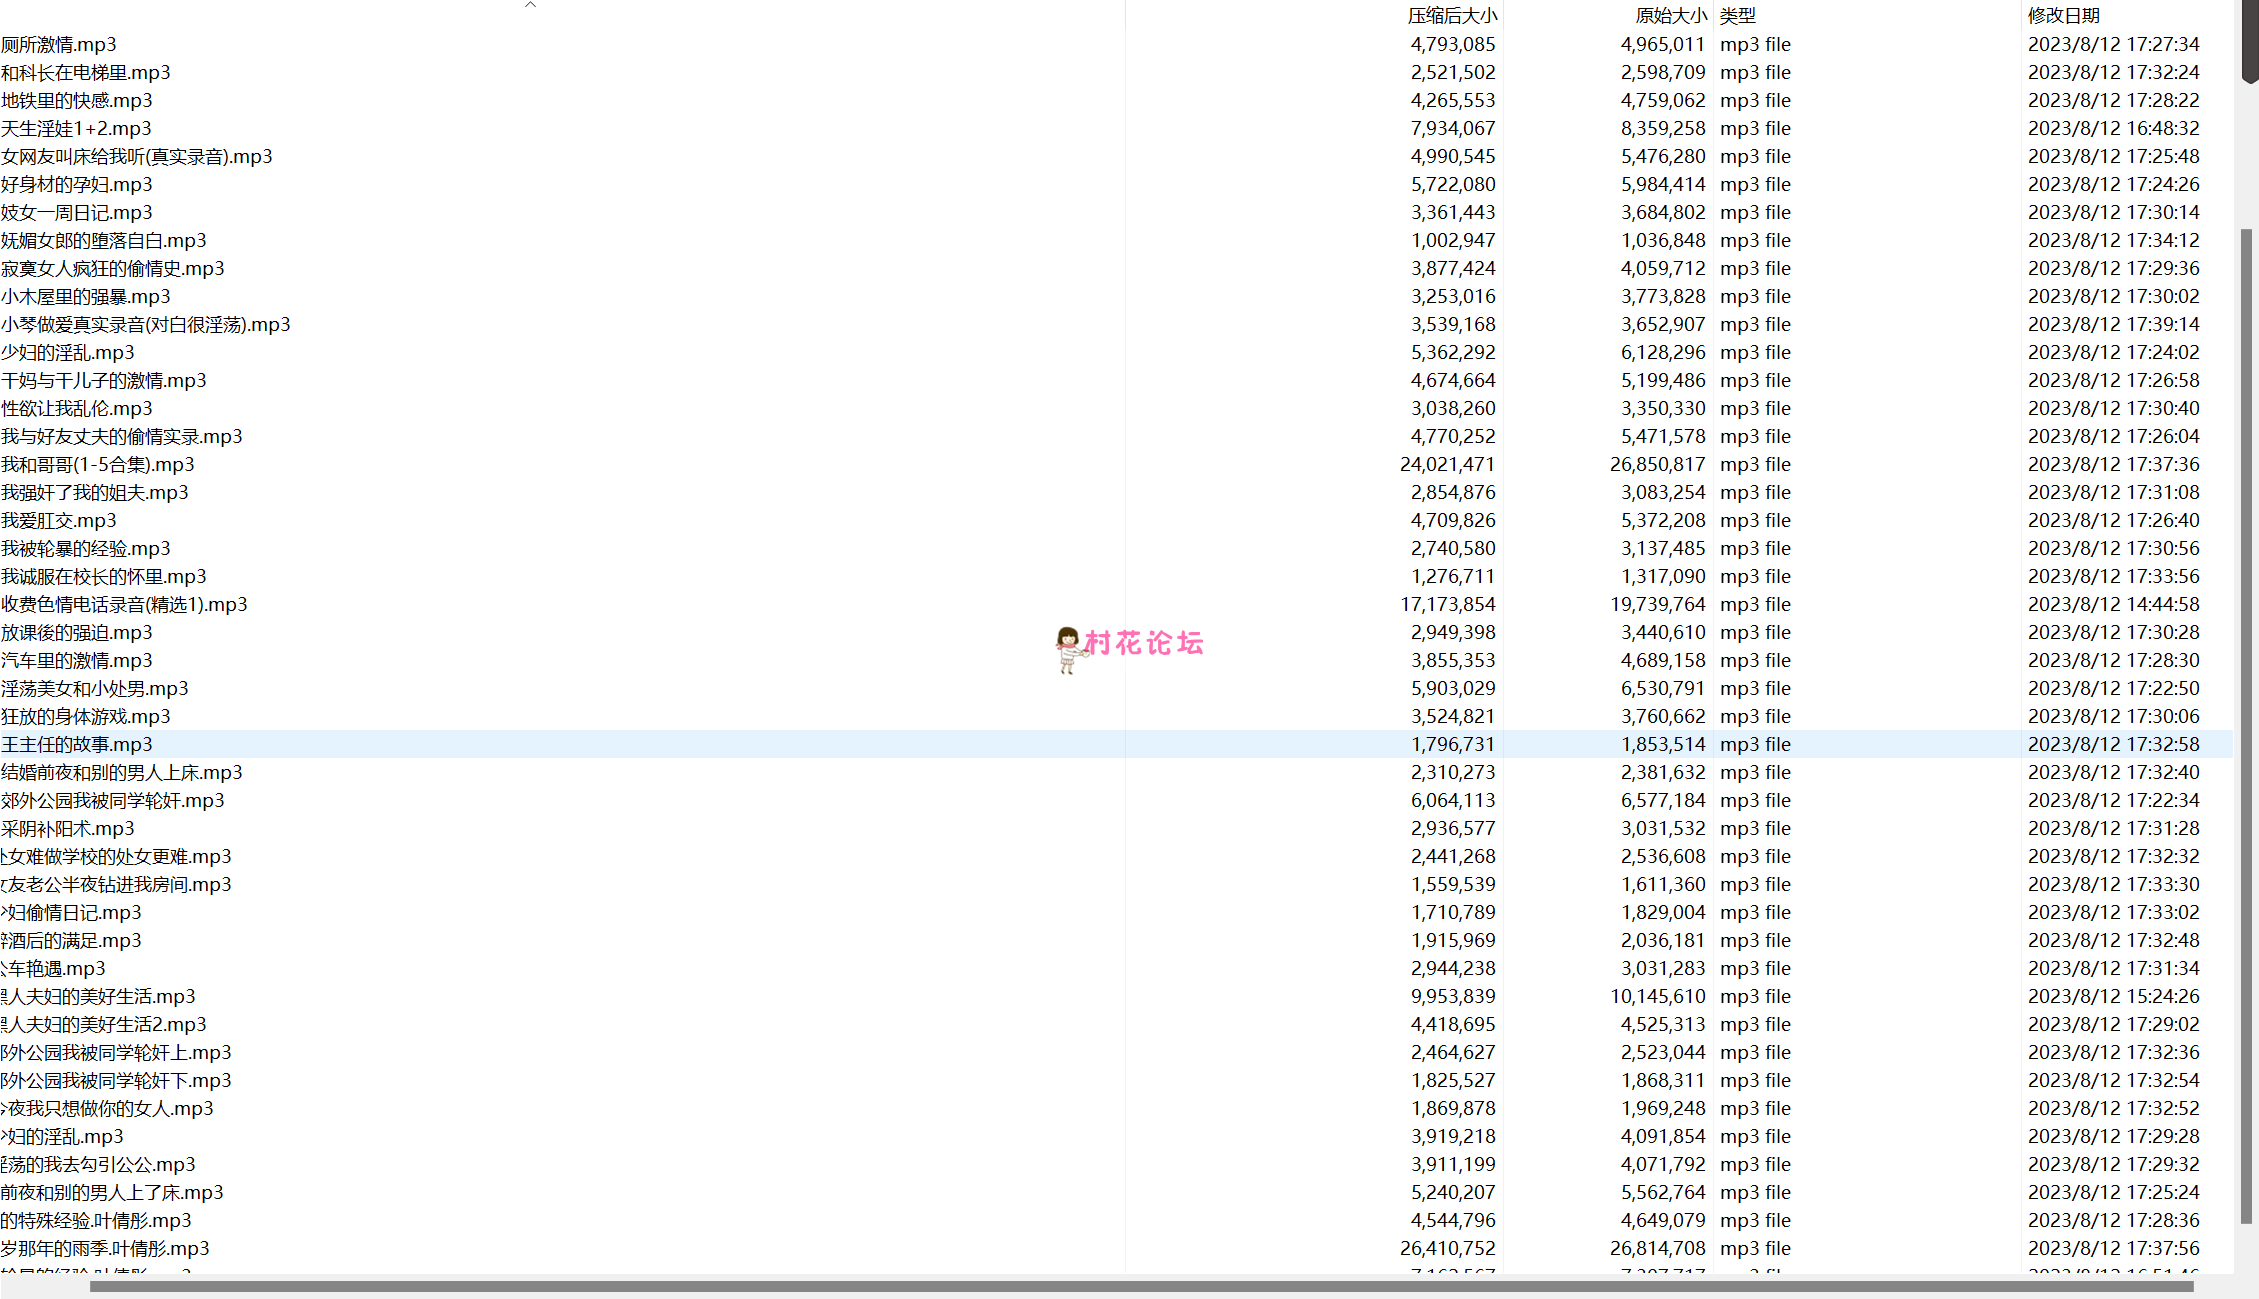 压缩后大小 原始大小 类型 修改日期
厕所激情.mp3 4,793,085 4,965,011 mp3 file 2023/8/12 17:27:34
和科长在电梯里.mp3 2,521,502 2,598,709 mp3 file 2023/8/12 17:32:24
地铁里的快感.mp3 4,265,553 4,759,062 mp3 file 2023/8/12 17:28:22
天生淫娃1+2.mp3 7,934,067 8,359,258 mp3 file 2023/8/12 16:48:32
女网友叫床给我听(真实录音).mp3 4,990,545 5,476,280 mp3 file 2023/8/12 17:25:48
好身材的孕妇.mp3 5,722,080 5,984,414 mp3 file 2023/8/12 17:24:26
妓女一周日记.mp3 3,361,443 3,684,802 mp3 file 2023/8/12 17:30:14
妩媚女郎的堕落自白.mp3 1,002,947 1,036,848 mp3 file 2023/8/12 17:34:12
寂寞女人疯狂的偷情史.mp3 3,877,424 4,059,712 mp3 file 2023/8/12 17:29:36
小木屋里的强暴.mp3 3,253,016 3,773,828 mp3 file 2023/8/12 17:30:02
小琴做爱真实录音(对白很淫荡).mp3 3,539,168 3,652,907 mp3 file 2023/8/12 17:39:14
少妇的淫乱.mp3 5,362,292 6,128,296 mp3 file 2023/8/12 17:24:02
干妈与干儿子的激情.mp3 4,674,664 5,199,486 mp3 file 2023/8/12 17:26:58
性欲让我乱伦.mp3 3,038,260 3,350,330 mp3 file 2023/8/12 17:30:40
我与好友丈夫的偷情实录.mp3 4,770,252 5,471,578 mp3 file 2023/8/12 17:26:04
我和哥哥(1-5合集).mp3 24,021,471 26,850,817 mp3 file 2023/8/12 17:37:36
我强奸了我的姐夫.mp3 2,854,876 3,083,254 mp3 file 2023/8/12 17:31:08
我爱肛交.mp3 4,709,826 5,372,208 mp3 file 2023/8/12 17:26:40
我被轮暴的经验.mp3 2,740,580 3,137,485 mp3 file 2023/8/12 17:30:56
我诚服在校长的怀里.mp3 1,276,711 1,317,090 mp3 file 2023/8/12 17:33:56
收费色情电话录音(精选1).mp3 17,173,854 19,739,764 mp3 file 2023/8/12 14:44:58
放课後的强迫.mp3 2,949,398 3,440,610 mp3 file 2023/8/12 17:30:28
村花论坛
汽车里的激情.mp3 3,855,353 4,689,158 mp3 file 2023/8/12 17:28:30
淫荡美女和小处男.mp3 5,903,029 6,530,791 mp3 file 2023/8/12 17:22:50
狂放的身体游戏.mp3 3,524,821 3,760,662 mp3 file 2023/8/12 17:30:06
王主任的故事.mp3 1,796,731 1,853,514 mp3 file 2023/8/12 17:32:58
结婚前夜和别的男人上床.mp3 2,310,273 2,381,632 mp3 file 2023/8/12 17:32:40
郊外公园我被同学轮奸.mp3 6,064,113 6,577,184 mp3 file 2023/8/12 17:22:34
采阴补阳术.mp3 2,936,577 3,031,532 mp3 file 2023/8/12 17:31:28
女难做学校的处女更难.mp3 2,441,268 2,536,608 mp3 file 2023/8/12 17:32:32
友老公半夜钻进我房间.mp3 1,559,539 1,611,360 mp3 file 2023/8/12 17:33:30
妇偷情日记.mp3 1,710,789 1,829,004 mp3 file 2023/8/12 17:33:02
酒后的满足.mp3 1,915,969 2,036,181 mp3 file 2023/8/12 17:32:48
车艳遇.mp3 2,944,238 3,031,283 mp3 file 2023/8/12 17:31:34
人夫妇的美好生活.mp3 9,953,839 10,145,610 mp3 file 2023/8/12 15:24:26
人夫妇的美好生活2.mp3 4,418,695 4,525,313 mp3 file 2023/8/12 17:29:02
外公园我被同学轮奸上.mp3 2,464,627 2,523,044 mp3 file 2023/8/12 17:32:36
外公园我被同学轮奸下.mp3 1,825,527 1,868,311 mp3 file 2023/8/12 17:32:54
夜我只想做你的女人.mp3 1,869,878 1,969,248 mp3 file 2023/8/12 17:32:52
妇的淫乱.mp3 3,919,218 4,091,854 mp3 file 2023/8/12 17:29:28
荡的我去勾引公公.mp3 3,911,199 4,071,792 mp3 file 2023/8/12 17:29:32
前夜和别的男人上了床.mp3 5,240,207 5,562,764 mp3 file 2023/8/12 17:25:24
的特殊经验.叶倩彤.mp3 4,544,796 4,649,079 mp3 file 2023/8/12 17:28:36
岁那年的雨季.叶倩彤.mp3 26,410,752 26,814,708 mp3 file 2023/8/12 17:37:56